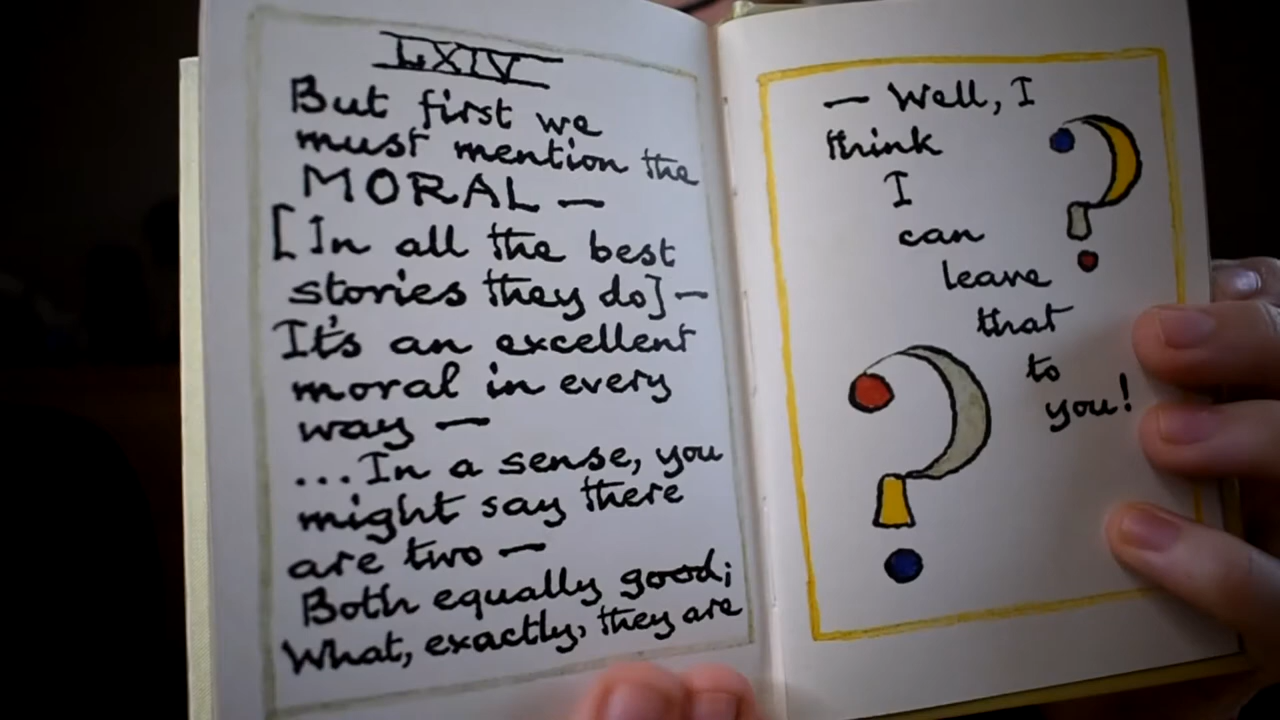 LXIV
But first we
must mention the
MORAL —
[In all the best
stories they do] —
It's an excellent
moral in every
way —
...In a sense, you
might say there
are two —
Both equally good;
What, exactly, they are
— Well, I
think
I
can
leave
that
to
you!